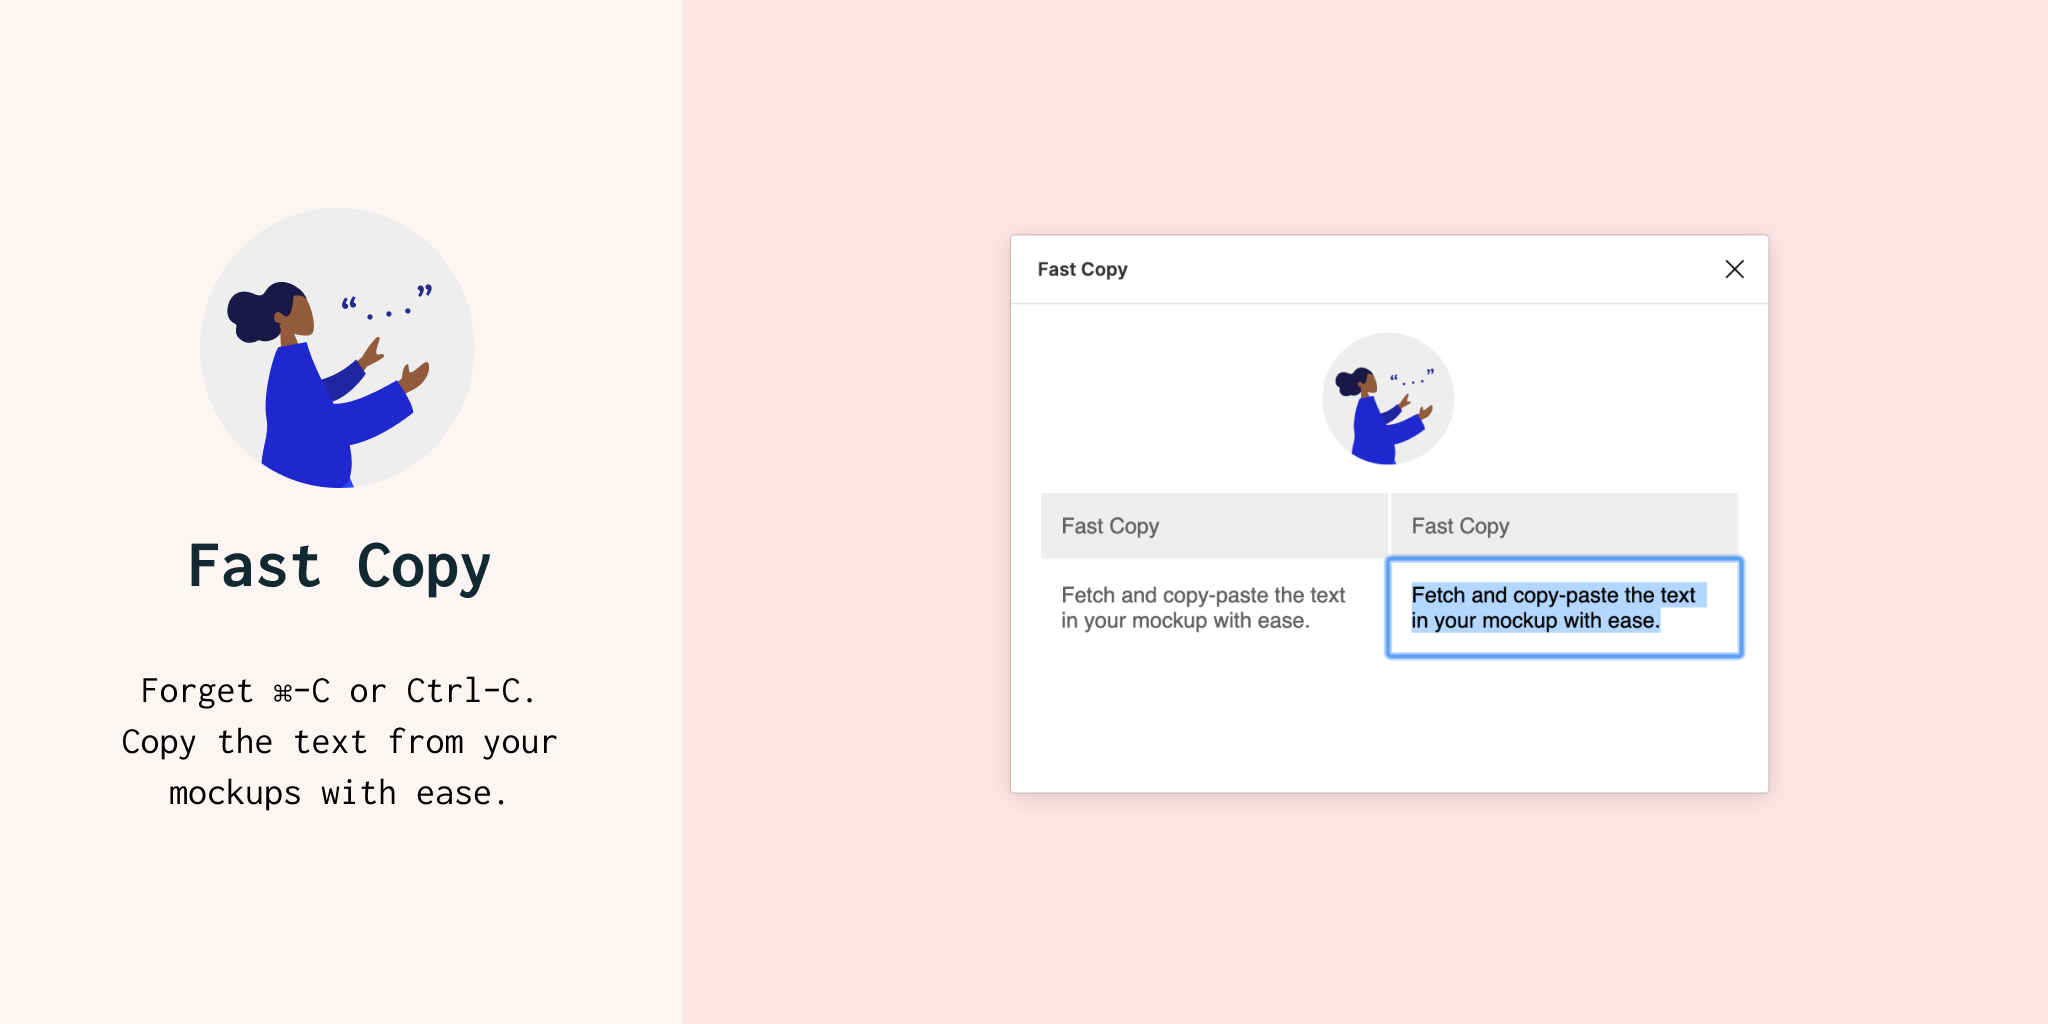 “...”
Fast Copy
Forget ⌘-C or Ctrl-C.
Copy the text from your
mockups with ease.
Fast Copy
“...”
Fast Copy
Fast Copy
Fetch and copy-paste the text
in your mockup with ease.
Fetch and copy-paste the text
in your mockup with ease.